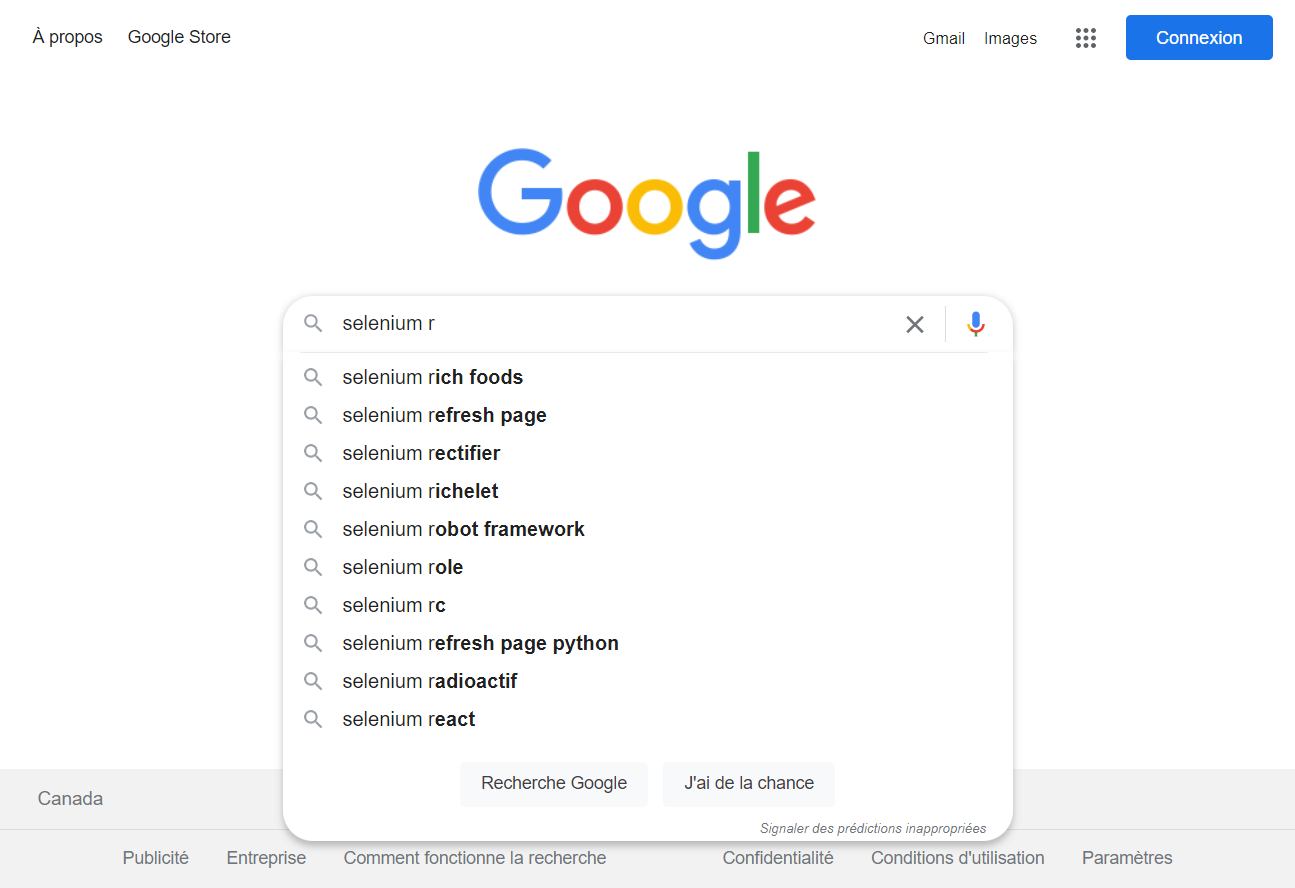 À propos Google Store Gmail Images Connexion
Google
selenium r
selenium rich foods
selenium refresh page
selenium rectifier
selenium richelet
selenium robot framework
selenium role
selenium rc
selenium refresh page python
selenium radioactif
selenium react
Recherche Google J'ai de la chance
Canada
Signaler des prédictions inappropriées
Publicité Entreprise Comment fonctionne la recherche Confidentialité Conditions d'utilisation Paramètres